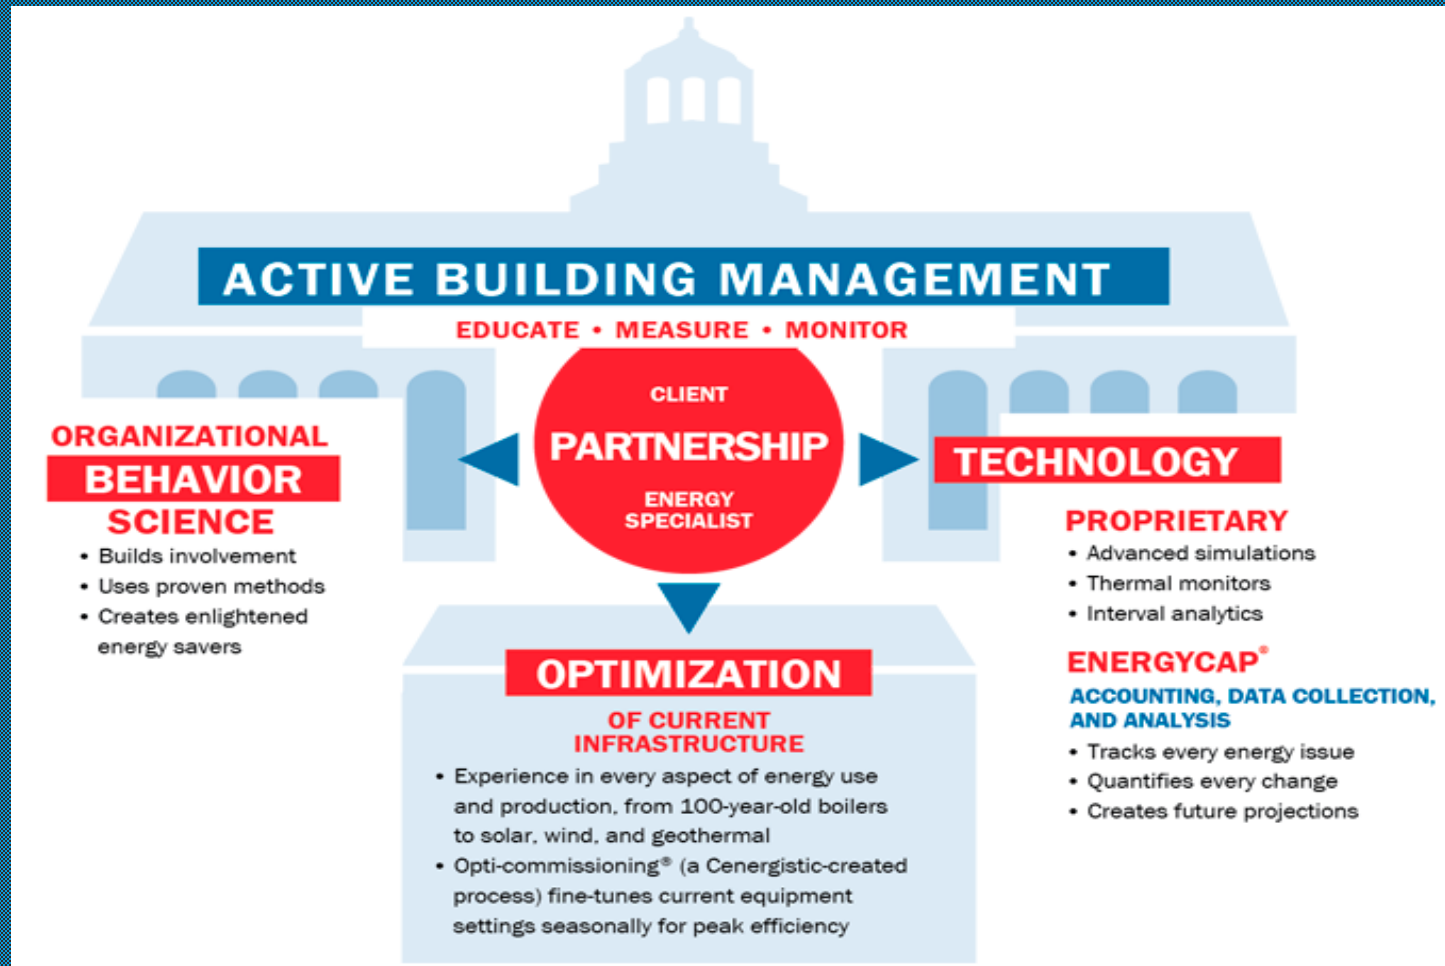 ACTIVE BUILDING MANAGEMENT
EDUCATE • MEASURE • MONITOR
CLIENT
PARTNERSHIP
ENERGY
SPECIALIST
ORGANIZATIONAL
BEHAVIOR
SCIENCE
• Builds involvement
• Uses proven methods
• Creates enlightened
energy savers
TECHNOLOGY
PROPRIETARY
• Advanced simulations
• Thermal monitors
• Interval analytics
ENERGYCAP®
ACCOUNTING, DATA COLLECTION,
AND ANALYSIS
• Tracks every energy issue
• Quantifies every change
• Creates future projections
OPTIMIZATION
OF CURRENT
INFRASTRUCTURE
• Experience in every aspect of energy use
and production, from 100-year-old boilers
to solar, wind, and geothermal
• Opti-commissioning® (a Cenergistic-created
process) fine-tunes current equipment
settings seasonally for peak efficiency